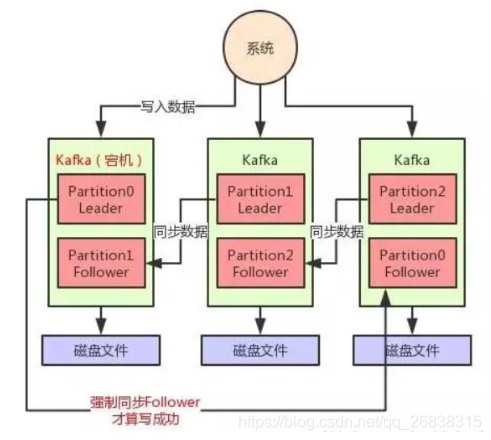 系统
写入数据
Kafka（宕机）
Kafka
Kafka
Partition0
Leader
Partition1
Leader
Partition2
Leader
同步数据
同步数据
Partition1
Follower
Partition2
Follower
Partition0
Follower
磁盘文件
磁盘文件
磁盘文件
强制同步Follower
才算写成功
https://blog.csdn.net/qq_26838315